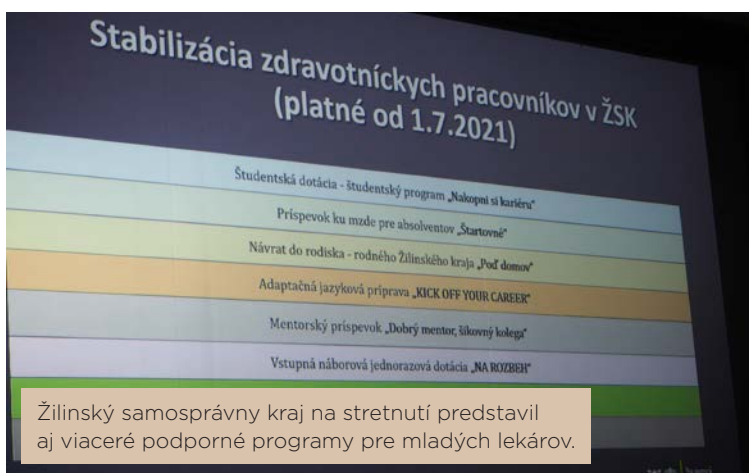 Stabilizácia zdravotníckych pracovníkov v ŽSK
(platné od 1.7.2021)
Študentská dotácia - študentský program „Nakopni si kariéru"
Príspevok ku mzde pre absolventov „Štartovné"
Návrat do rodiska - rodného Žilinského kraja „Poď domov"
Adaptačná jazyková príprava „KICK OFF YOUR CAREER"
Mentorský príspevok „Dobrý mentor, šikovný kolega"
Vstupná náborová jednorazová dotácia „NA ROZBEH"
Žilinský samosprávny kraj na stretnutí predstavil
aj viaceré podporné programy pre mladých lekárov.